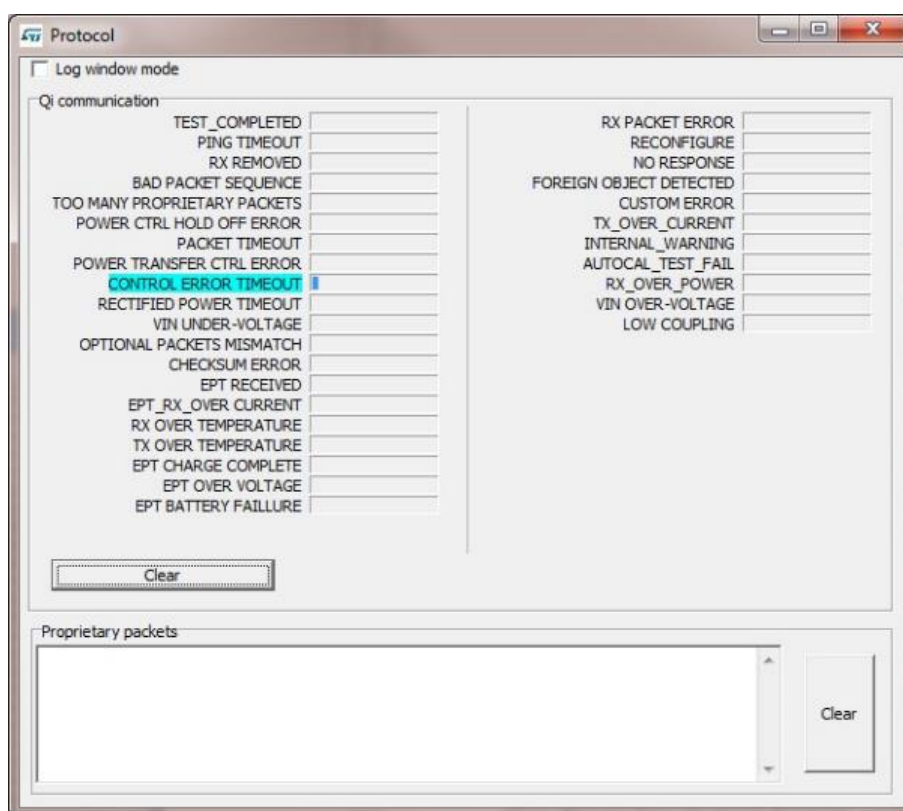 Protocol
Log window mode
Qi communication
TEST_COMPLETED
PING TIMEOUT
RX REMOVED
BAD PACKET SEQUENCE
TOO MANY PROPRIETARY PACKETS
POWER CTRL HOLD OFF ERROR
PACKET TIMEOUT
POWER TRANSFER CTRL ERROR
CONTROL ERROR TIMEOUT
RECTIFIED POWER TIMEOUT
VIN UNDER-VOLTAGE
OPTIONAL PACKETS MISMATCH
CHECKSUM ERROR
EPT RECEIVED
EPT_RX_OVER CURRENT
RX OVER TEMPERATURE
TX OVER TEMPERATURE
EPT CHARGE COMPLETE
EPT OVER VOLTAGE
EPT BATTERY FAILLURE
RX PACKET ERROR
RECONFIGURE
NO RESPONSE
FOREIGN OBJECT DETECTED
CUSTOM ERROR
TX_OVER_CURRENT
INTERNAL_WARNING
AUTOCAL_TEST_FAIL
RX_OVER_POWER
VIN OVER-VOLTAGE
LOW COUPLING
Clear
Proprietary packets
Clear